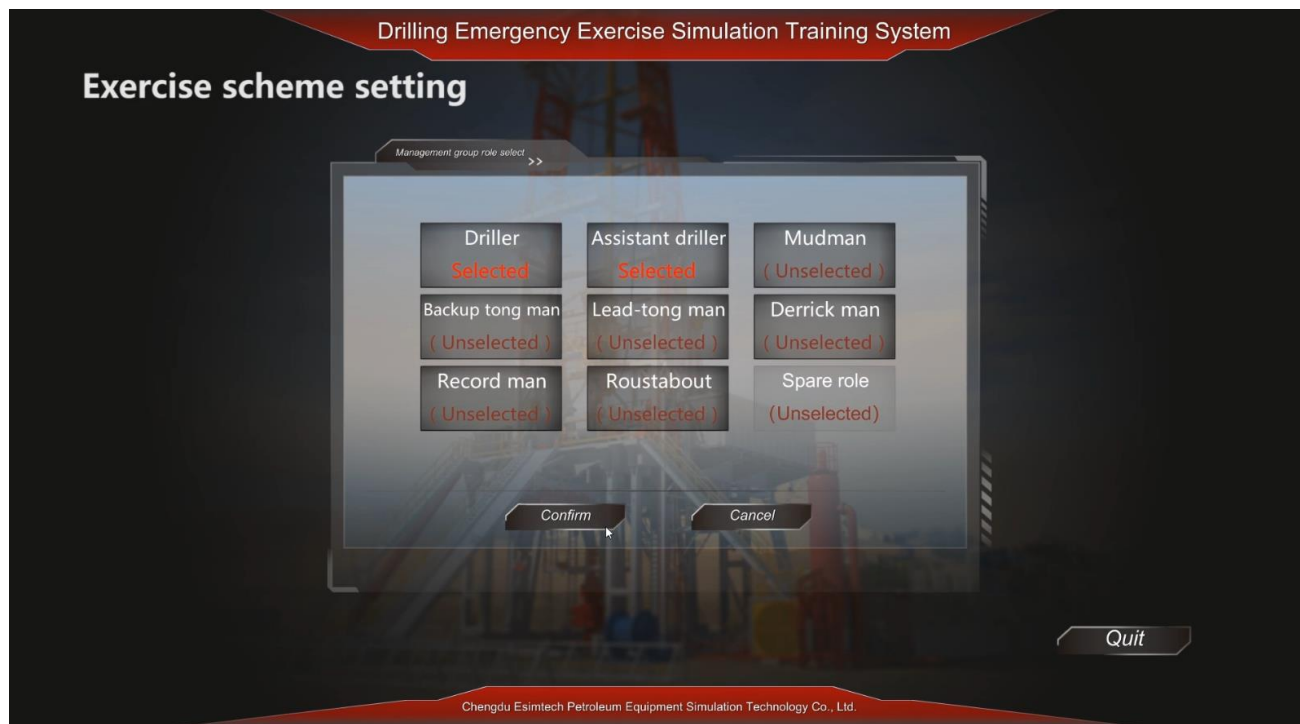 Drilling Emergency Exercise Simulation Training System
Exercise scheme setting
Management group role select >>
Driller
Selected
Assistant driller
Selected
Mudman
( Unselected )
Backup tong man
( Unselected )
Lead-tong man
( Unselected )
Derrick man
( Unselected )
Record man
( Unselected )
Roustabout
( Unselected )
Spare role
(Unselected)
Confirm
Cancel
Quit
Chengdu Esimtech Petroleum Equipment Simulation Technology Co., Ltd.